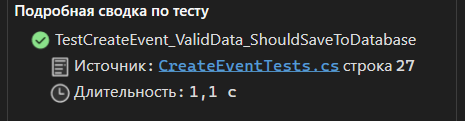 Подробная сводка по тесту
TestCreateEvent_ValidData_ShouldSaveToDatabase
Источник: CreateEventTests.cs строка 27
Длительность: 1,1 с